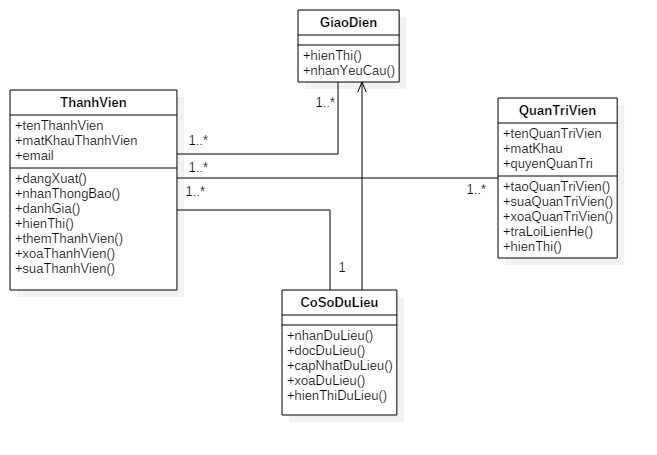 GiaoDien
+hienThi()
+nhanYeuCau()
1..*
ThanhVien
+tenThanhVien
+matKhauThanhVien
+email
+dangXuat()
+nhanThongBao()
+danhGia()
+hienThi()
+themThanhVien()
+xoaThanhVien()
+suaThanhVien()
1..*
1..*
1..*
1..*
QuanTriVien
+tenQuanTriVien
+matKhau
+quyenQuanTri
+taoQuanTriVien()
+suaQuanTriVien()
+xoaQuanTriVien()
+traLoiLienHe()
+hienThi()
1
CoSoDuLieu
+nhanDuLieu()
+docDuLieu()
+capNhatDuLieu()
+xoaDuLieu()
+hienThiDuLieu()